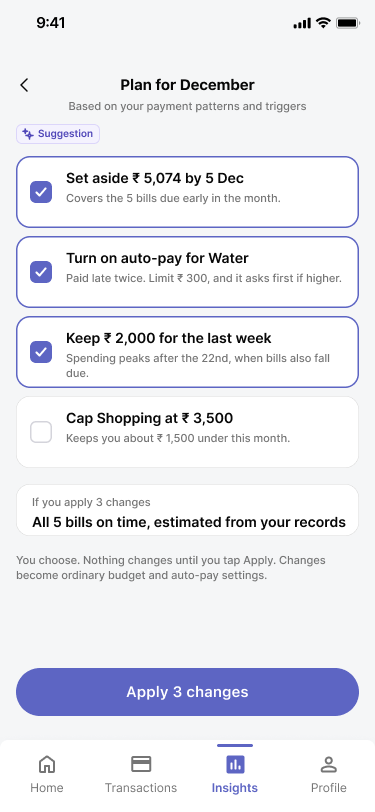 9:41
Plan for December
Based on your payment patterns and triggers
Suggestion
Set aside ₹ 5,074 by 5 Dec
Covers the 5 bills due early in the month.
Turn on auto-pay for Water
Paid late twice. Limit ₹ 300, and it asks first if higher.
Keep ₹ 2,000 for the last week
Spending peaks after the 22nd, when bills also fall
due.
Cap Shopping at ₹ 3,500
Keeps you about ₹ 1,500 under this month.
If you apply 3 changes
All 5 bills on time, estimated from your records
You choose. Nothing changes until you tap Apply. Changes
become ordinary budget and auto-pay settings.
Apply 3 changes
Home
Transactions
Insights
Profile